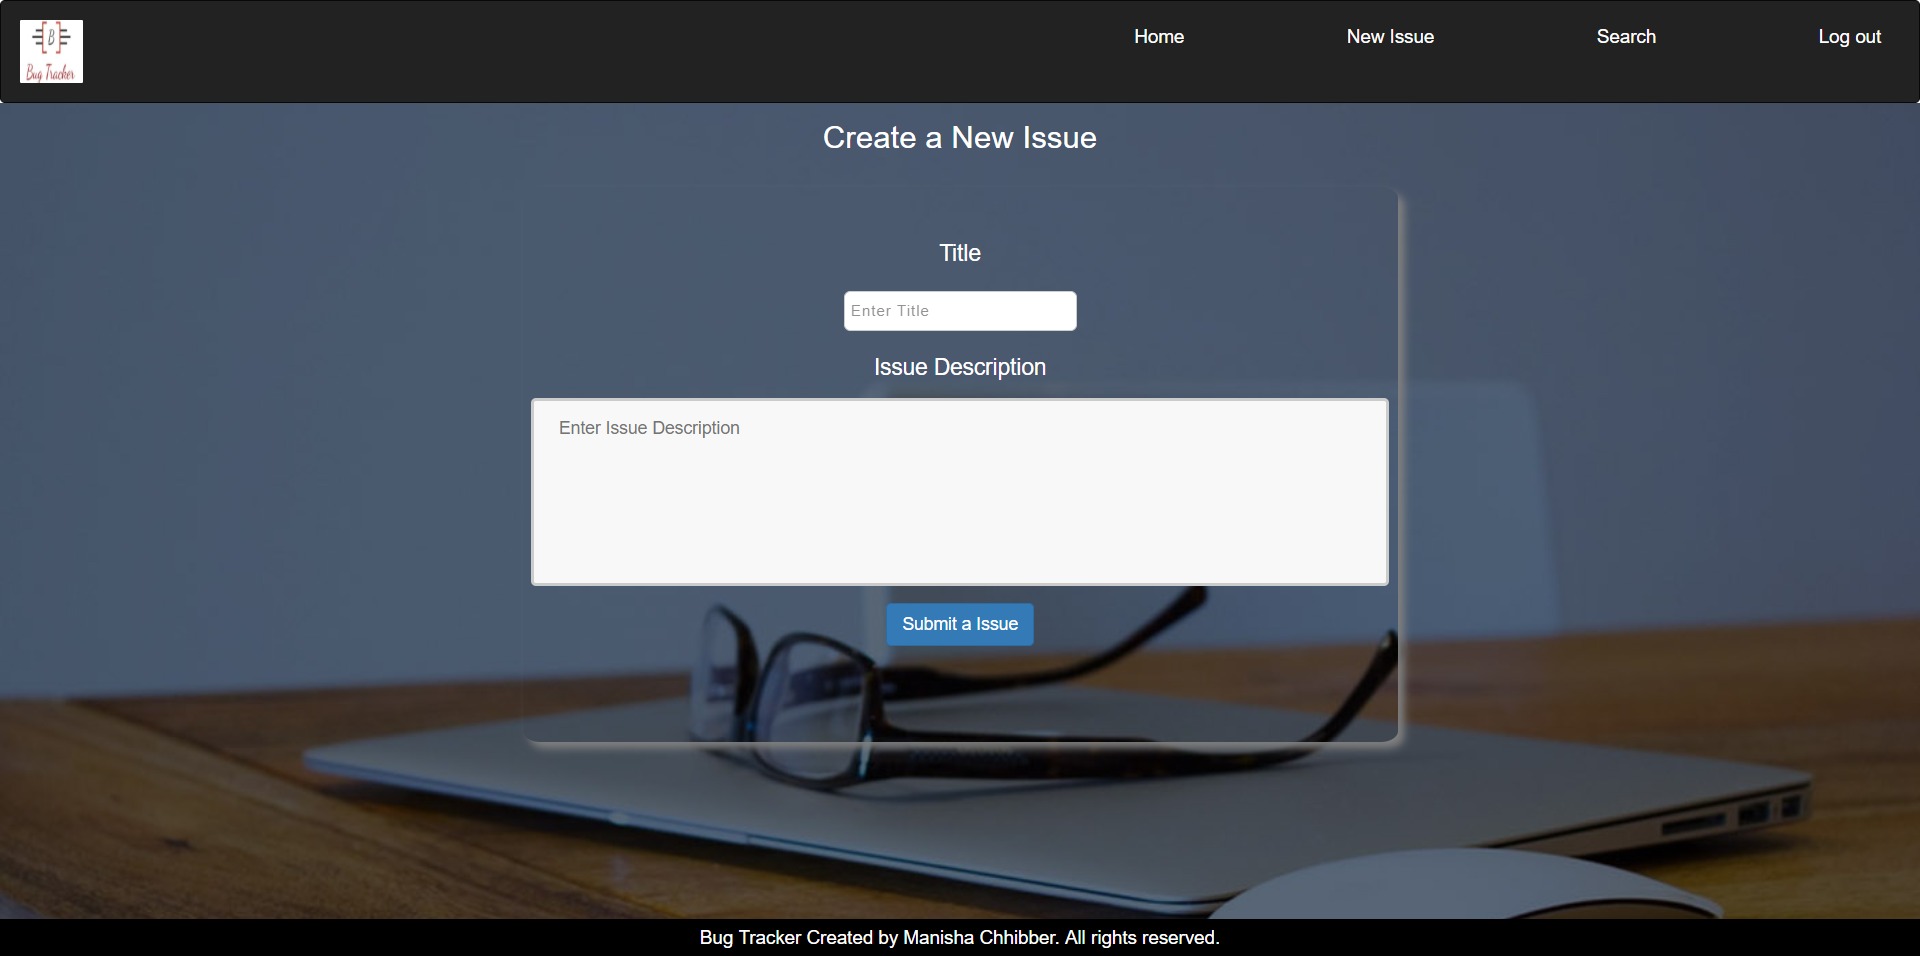 B
Bug Tracker
Home
New Issue
Search
Log out
Create a New Issue
Title
Enter Title
Issue Description
Enter Issue Description
Submit a Issue
Bug Tracker Created by Manisha Chhibber. All rights reserved.